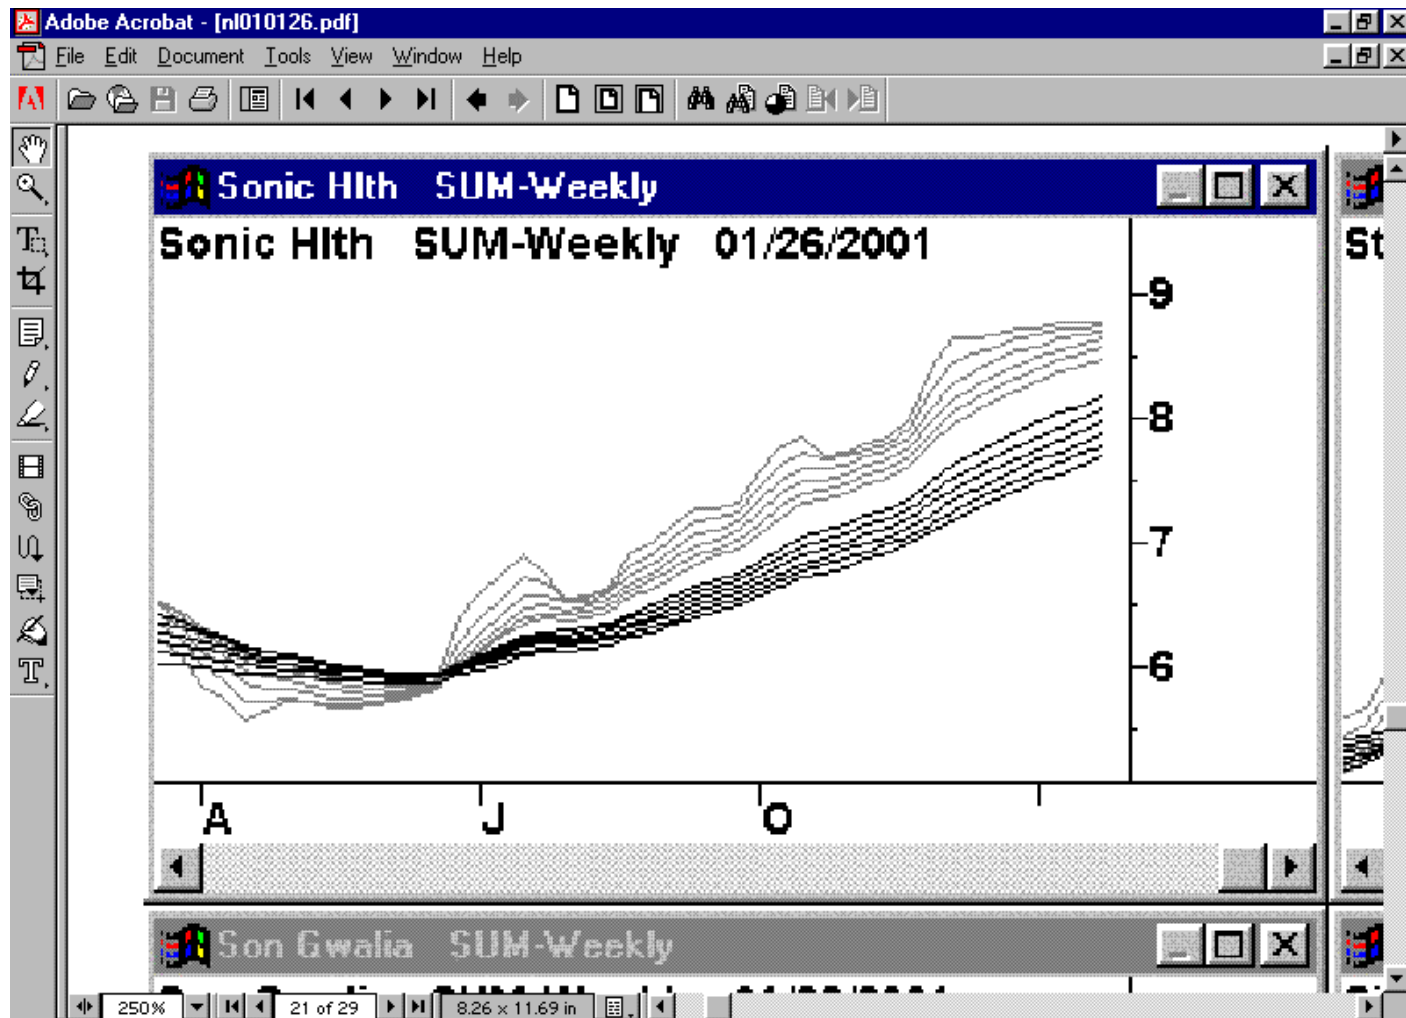 Adobe Acrobat - [nl010126.pdf]
File Edit Document Tools View Window Help
Sonic Hlth SUM-Weekly
Sonic Hlth SUM-Weekly 01/26/2001
St
9
8
7
6
A J O
Son Gwalia SUM-Weekly
250% 21 of 29 8.26 x 11.69 in